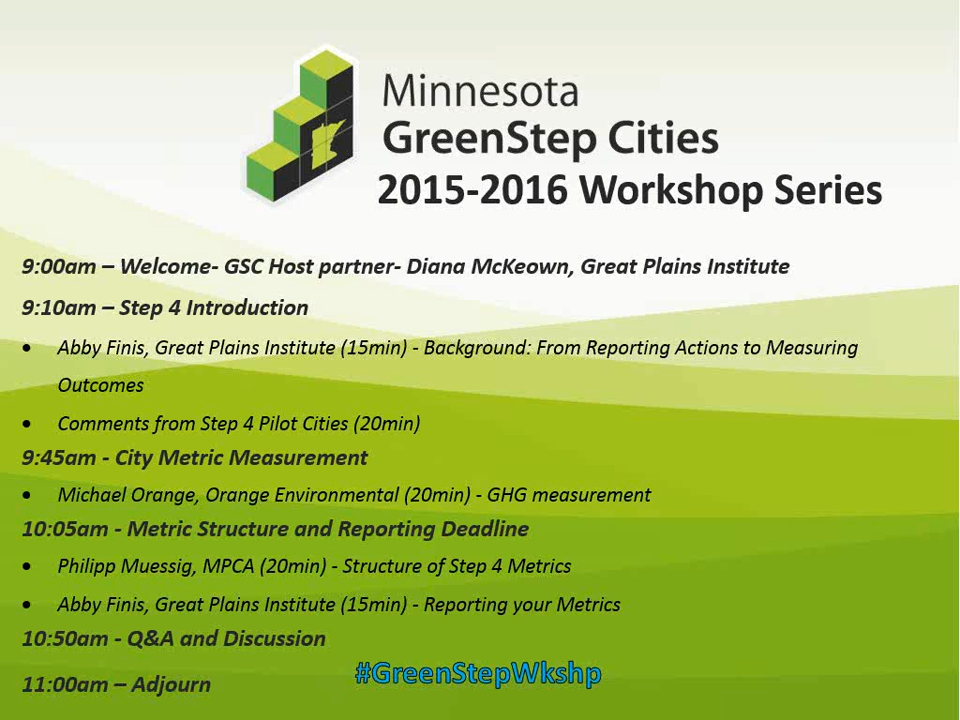 Minnesota
GreenStep Cities
2015-2016 Workshop Series
9:00am – Welcome- GSC Host partner- Diana McKeown, Great Plains Institute
9:10am – Step 4 Introduction
• Abby Finis, Great Plains Institute (15min) - Background: From Reporting Actions to Measuring
Outcomes
• Comments from Step 4 Pilot Cities (20min)
9:45am - City Metric Measurement
• Michael Orange, Orange Environmental (20min) - GHG measurement
10:05am - Metric Structure and Reporting Deadline
• Philipp Muessig, MPCA (20min) - Structure of Step 4 Metrics
• Abby Finis, Great Plains Institute (15min) - Reporting your Metrics
10:50am - Q&A and Discussion
#GreenStepWkshp
11:00am – Adjourn